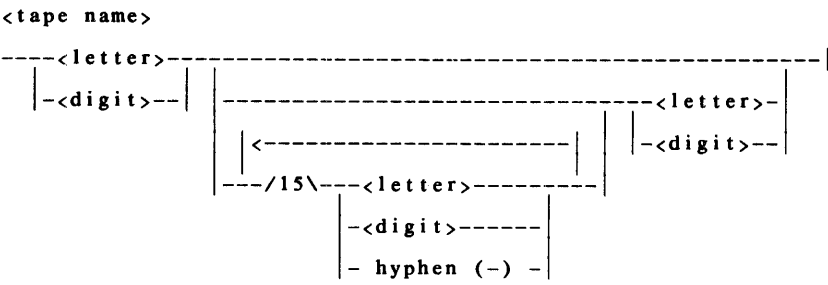 <tape name>
----<letter>--------------------------------------------------------|
|-<digit>--| |------------------------------------<letter>-|
|<-------------------------| |-<digit>--|
---/15\---<letter>----------|
|-<digit>------|
|- hyphen (-) -|